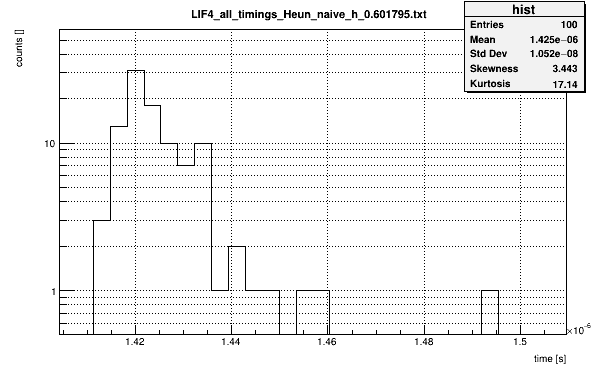 LIF4_all_timings_Heun_naive_h_0.601795.txt
hist
Entries 100
Mean 1.425e−06
Std Dev 1.052e−08
Skewness 3.443
Kurtosis 17.14
counts []
10
1
1.42 1.44 1.46 1.48 1.5
×10⁻⁶
time [s]